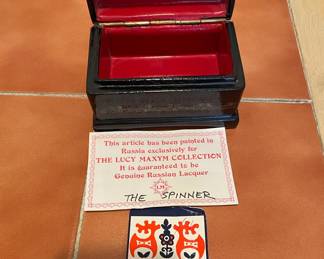 This article has been painted in
Russia exclusively for
THE LUCY MAXYM COLLECTION
It is guaranteed to be
Genuine Russian Lacquer
LM
THE SPINNER